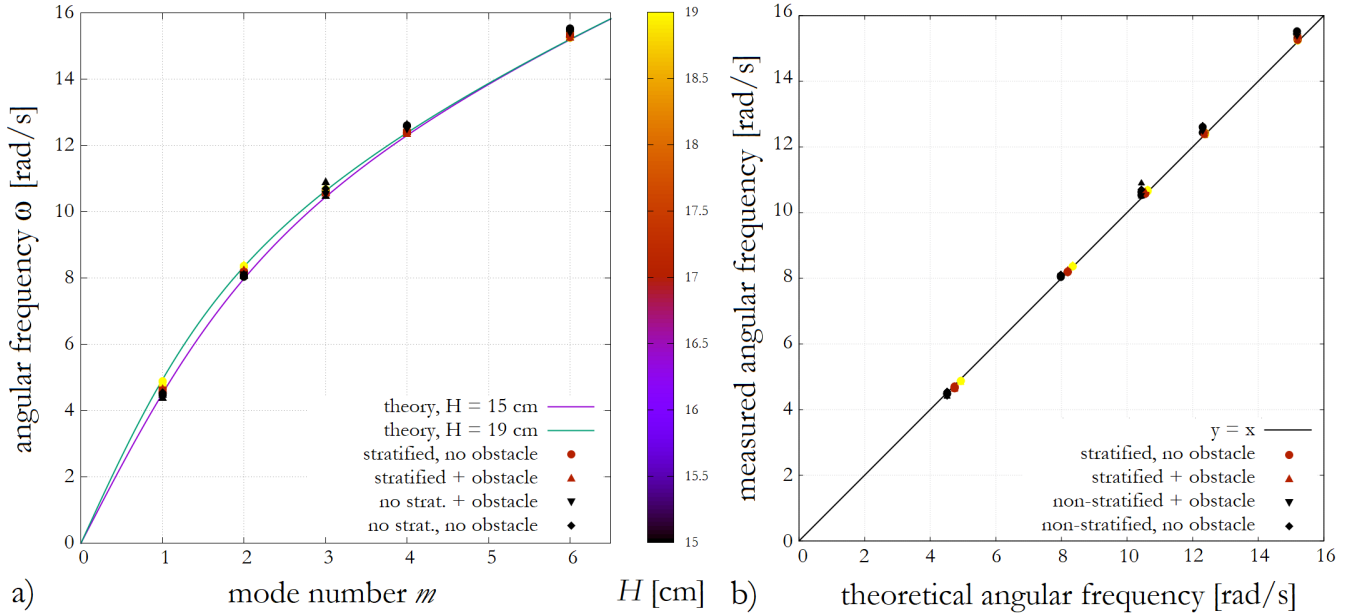 16
14
12
10
8
6
4
2
0
angular frequency ω [rad/s]
theory, H = 15 cm
theory, H = 19 cm
stratified, no obstacle
stratified + obstacle
no strat. + obstacle
no strat., no obstacle
0 1 2 3 4 5 6
a) mode number m
19
18.5
18
17.5
17
16.5
16
15.5
15
H [cm]
16
14
12
10
8
6
4
2
0
measured angular frequency [rad/s]
y = x
stratified, no obstacle
stratified + obstacle
non-stratified + obstacle
non-stratified, no obstacle
0 2 4 6 8 10 12 14 16
b) theoretical angular frequency [rad/s]